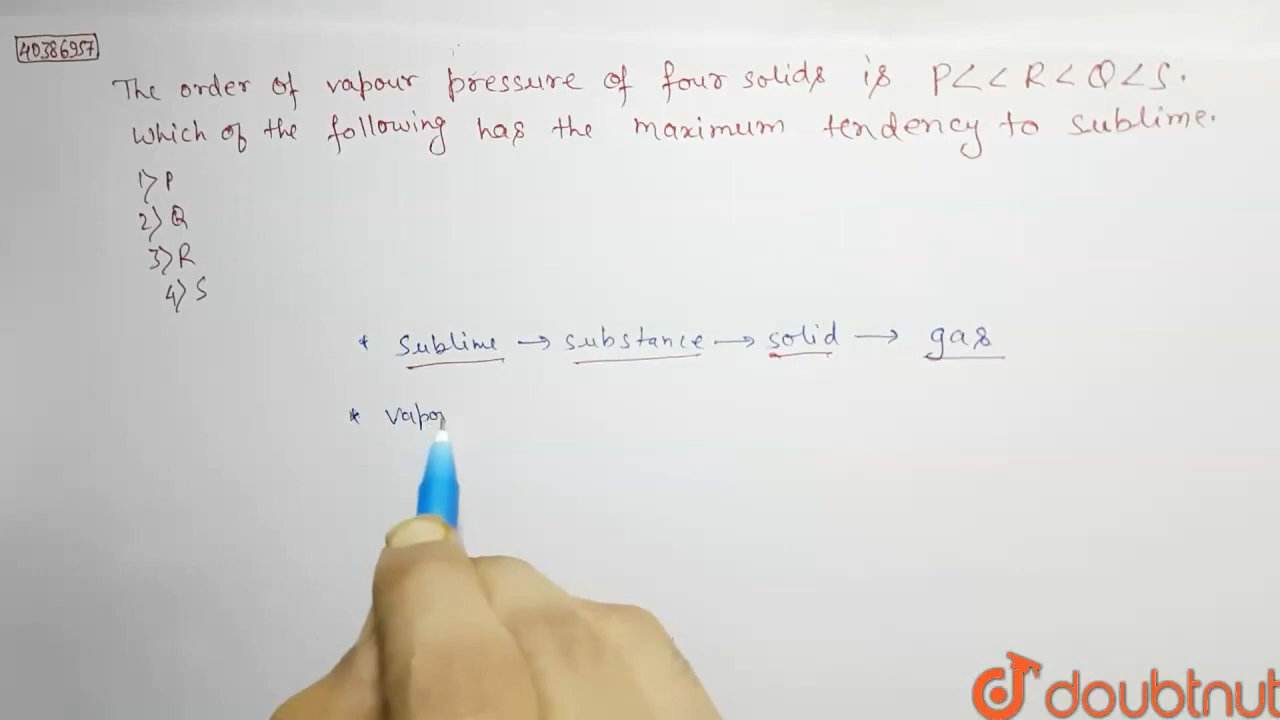 40386957
The order of vapour pressure of four solids is P<< R < Q < S.
Which of the following has the maximum tendency to sublime.
1) P
2) Q
3) R
4) S
* Sublime → substance → solid → gas
* Vapo
doubtnut